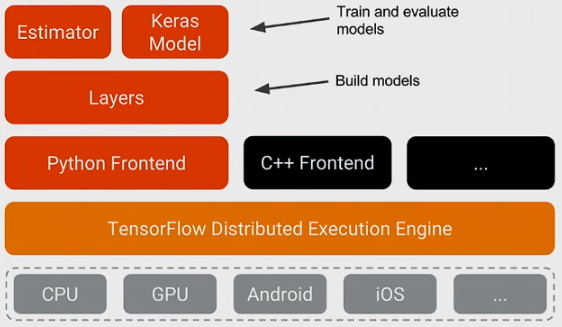 Estimator
Keras
Model
Train and evaluate
models
Layers
Build models
Python Frontend
C++ Frontend
...
TensorFlow Distributed Execution Engine
CPU
GPU
Android
iOS
...